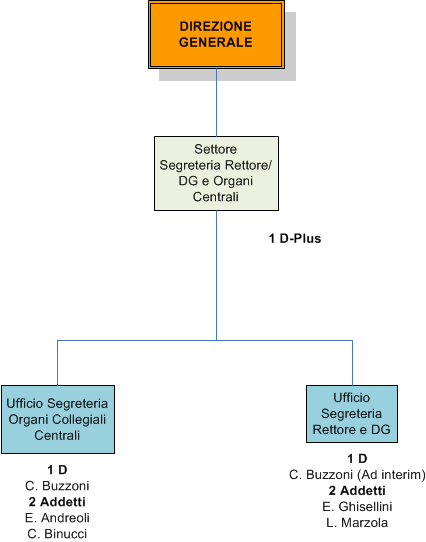 DIREZIONE
GENERALE
Settore
Segreteria Rettore/
DG e Organi
Centrali
1 D-Plus
Ufficio Segreteria
Organi Collegiali
Centrali
1 D
C. Buzzoni
2 Addetti
E. Andreoli
C. Binucci
Ufficio
Segreteria
Rettore e DG
1 D
C. Buzzoni (Ad interim)
2 Addetti
E. Ghisellini
L. Marzola